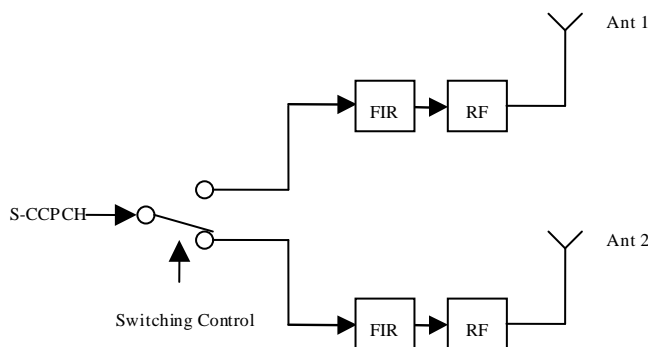 Ant 1
FIR
RF
S-CCPCH
Ant 2
Switching Control
FIR
RF